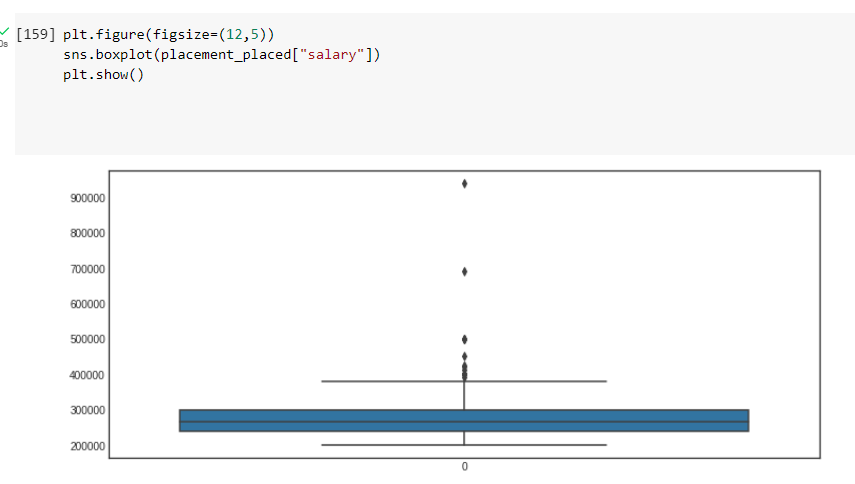 [159] plt.figure(figsize=(12,5))
sns.boxplot(placement_placed["salary"])
plt.show()
0s
900000
800000
700000
600000
500000
400000
300000
200000
0